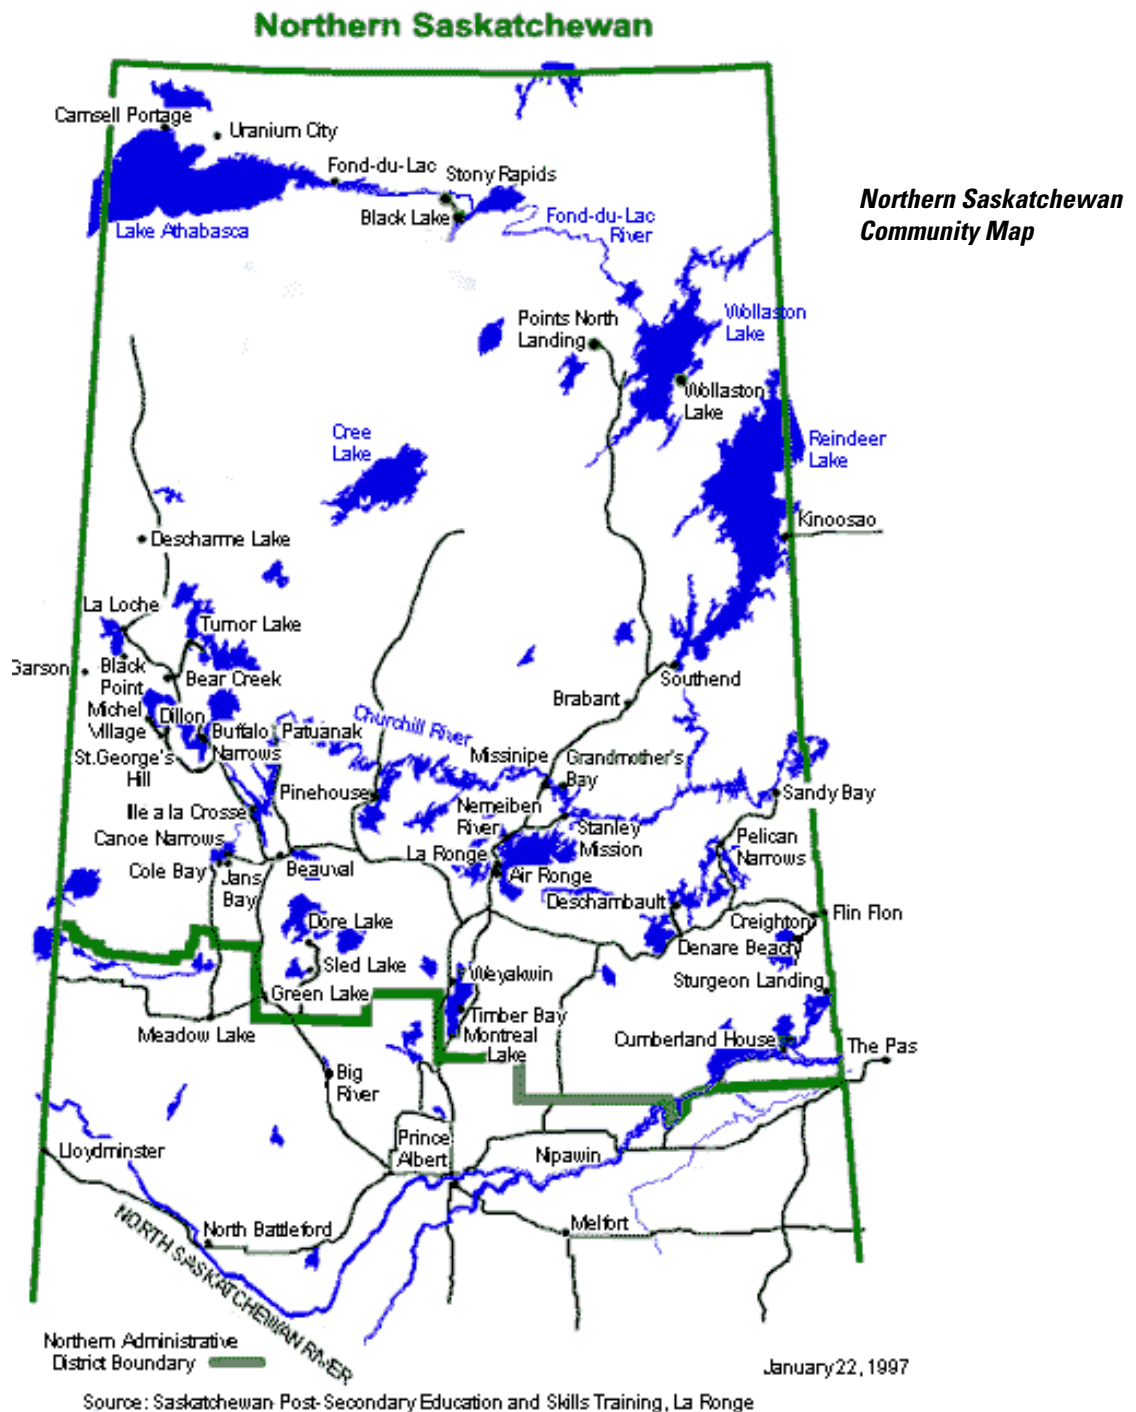 Northern Saskatchewan
Camsell Portage
Uranium City
Fond-du-Lac
Stony Rapids
Black Lake
Lake Athabasca
Fond-du-Lac
River
Northern Saskatchewan
Community Map
Points North
Landing
Wollaston
Lake
Wollaston
Lake
Cree
Lake
Reindeer
Lake
Kinoosao
Descharme Lake
La Loche
Turnor Lake
Garson
Black
Point
Bear Creek
Southend
Michel
Village
Dillon
Buffalo
Narrows
Patuanak
Churchill River
Brabant
St.George's
Hill
Missinipe
Grandmother's
Bay
Pinehouse
Sandy Bay
Ile a la Crosse
Nemeiben
River
Stanley
Mission
Canoe Narrows
Pelican
Narrows
La Ronge
Cole Bay
Jans
Bay
Beauval
Air Ronge
Deschambault
Flin Flon
Creighton
Dore Lake
Denare Beach
Sled Lake
Weyakwin
Sturgeon Landing
Green Lake
Timber Bay
Meadow Lake
Montreal
Lake
Cumberland House
The Pas
Big
River
Prince
Albert
Lloydminster
Nipawin
North Battleford
Melfort
NORTH SASKATCHEWAN RIVER
Northern Administrative
District Boundary
January 22, 1997
Source: Saskatchewan Post-Secondary Education and Skills Training, La Ronge